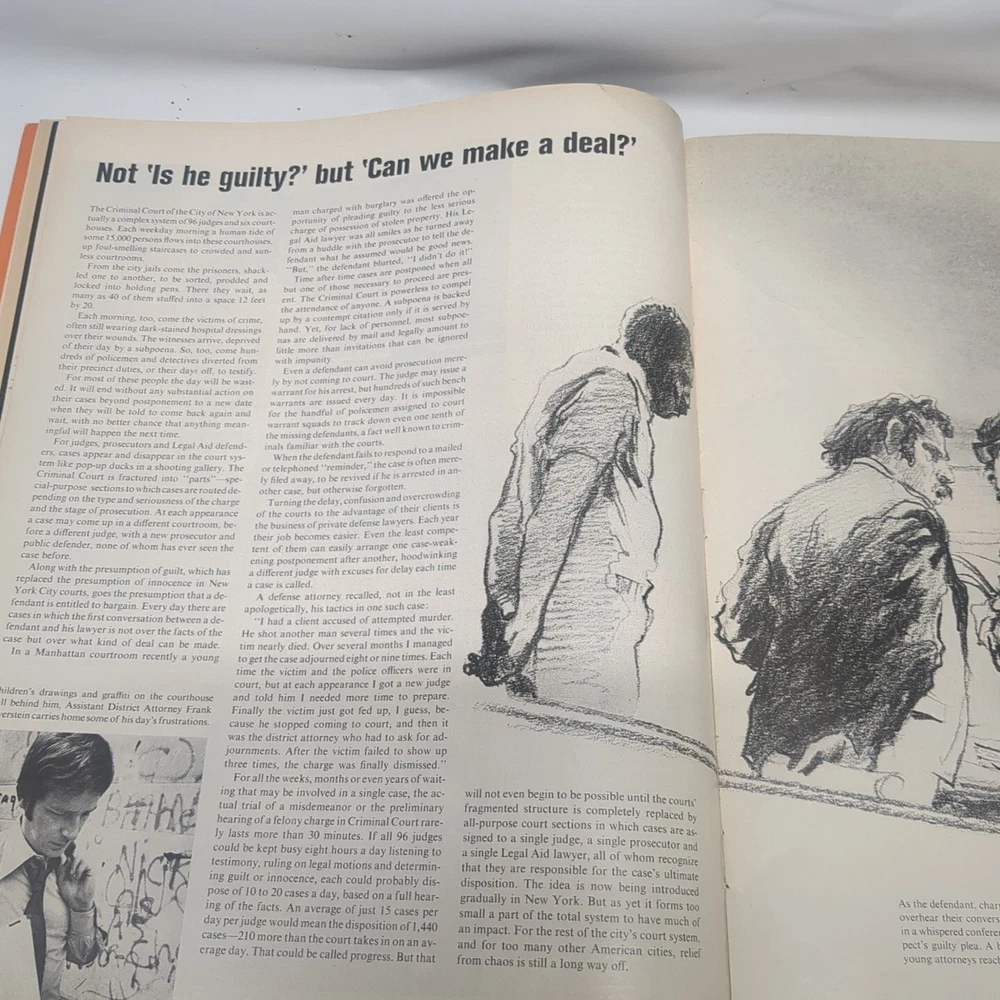 Not 'Is he guilty?' but 'Can we make a deal?'
The Criminal Court of the City of New York is ac-
tually a complex system of 96 judges and six court-
houses. Each weekday morning a human tide of
some 15,000 persons flows into these courthouses,
up foul-smelling staircases to crowded and sun-
less courtrooms.
From the city jails come the prisoners, shack-
led one to another, to be sorted, prodded and
locked into holding pens. There they wait, as
many as 40 of them stuffed into a space 12 feet
by 20.
Each morning, too, come the victims of crime,
often still wearing dark-stained hospital dressings
over their wounds. The witnesses arrive, deprived
of their day by a subpoena. So, too, come hun-
dreds of policemen and detectives diverted from
their precinct duties, or their days off, to testify.
For most of these people the day will be wast-
ed. It will end without any substantial action on
their cases beyond postponement to a new date
when they will be told to come back again and
wait, with no better chance that anything mean-
ingful will happen the next time.
For judges, prosecutors and Legal Aid defend-
ers, cases appear and disappear in the court sys-
tem like pop-up ducks in a shooting gallery. The
Criminal Court is fractured into "parts"—spe-
cial-purpose sections to which cases are routed de-
pending on the type and seriousness of the charge
and the stage of prosecution. At each appearance
a case may come up in a different courtroom, be-
fore a different judge, with a new prosecutor and
public defender, none of whom has ever seen the
case before.
Along with the presumption of guilt, which has
replaced the presumption of innocence in New
York City courts, goes the presumption that a de-
fendant is entitled to bargain. Every day there are
cases in which the first conversation between a de-
fendant and his lawyer is not over the facts of the
case but over what kind of deal can be made.
In a Manhattan courtroom recently a young
man charged with burglary was offered the op-
portunity of pleading guilty to the less serious
charge of possession of stolen property. His Le-
gal Aid lawyer was all smiles as he turned away
from a huddle with the prosecutor to tell the de-
fendant what he assumed would be good news.
"But," the defendant blurted, "I didn't do it!"
Time after time cases are postponed when all
but one of those necessary to proceed are pres-
ent. The Criminal Court is powerless to compel
the attendance of anyone. A subpoena is backed
up by a contempt citation only if it is served by
hand. Yet, for lack of personnel, most subpoe-
nas are delivered by mail and legally amount to
little more than invitations that can be ignored
with impunity.
Even a defendant can avoid prosecution mere-
ly by not coming to court. The judge may issue a
warrant for his arrest, but hundreds of such bench
warrants are issued every day. It is impossible
for the handful of policemen assigned to court
warrant squads to track down even one tenth of
the missing defendants, a fact well known to crim-
inals familiar with the courts.
When the defendant fails to respond to a mailed
or telephoned "reminder," the case is often mere-
ly filed away, to be revived if he is arrested in an-
other case, but otherwise forgotten.
Turning the delay, confusion and overcrowding
of the courts to the advantage of their clients is
the business of private defense lawyers. Each year
their job becomes easier. Even the least compe-
tent of them can easily arrange one case-weak-
ening postponement after another, hoodwinking
a different judge with excuses for delay each time
a case is called.
A defense attorney recalled, not in the least
apologetically, his tactics in one such case:
"I had a client accused of attempted murder.
He shot another man several times and the vic-
tim nearly died. Over several months I managed
to get the case adjourned eight or nine times. Each
time the victim and the police officers were in
court, but at each appearance I got a new judge
and told him I needed more time to prepare.
Finally the victim just got fed up, I guess, be-
cause he stopped coming to court, and then it
was the district attorney who had to ask for ad-
journments. After the victim failed to show up
three times, the charge was finally dismissed."
For all the weeks, months or even years of wait-
ing that may be involved in a single case, the ac-
tual trial of a misdemeanor or the preliminary
hearing of a felony charge in Criminal Court rare-
ly lasts more than 30 minutes. If all 96 judges
could be kept busy eight hours a day listening to
testimony, ruling on legal motions and determin-
ing guilt or innocence, each could probably dis-
pose of 10 to 20 cases a day, based on a full hear-
ing of the facts. An average of just 15 cases per
day per judge would mean the disposition of 1,440
cases—210 more than the court takes in on an av-
erage day. That could be called progress. But that
will not even begin to be possible until the courts'
fragmented structure is completely replaced by
all-purpose court sections in which cases are as-
signed to a single judge, a single prosecutor and
a single Legal Aid lawyer, all of whom recognize
that they are responsible for the case's ultimate
disposition. The idea is now being introduced
gradually in New York. But as yet it forms too
small a part of the total system to have much of
an impact. For the rest of the city's court system,
and for too many other American cities, relief
from chaos is still a long way off.
hildren's drawings and graffiti on the courthouse
ll behind him, Assistant District Attorney Frank
verstein carries home some of his day's frustrations.
As the defendant, char
overhear their convers
in a whispered conferen
pect's guilty plea. A b
young attorneys reach